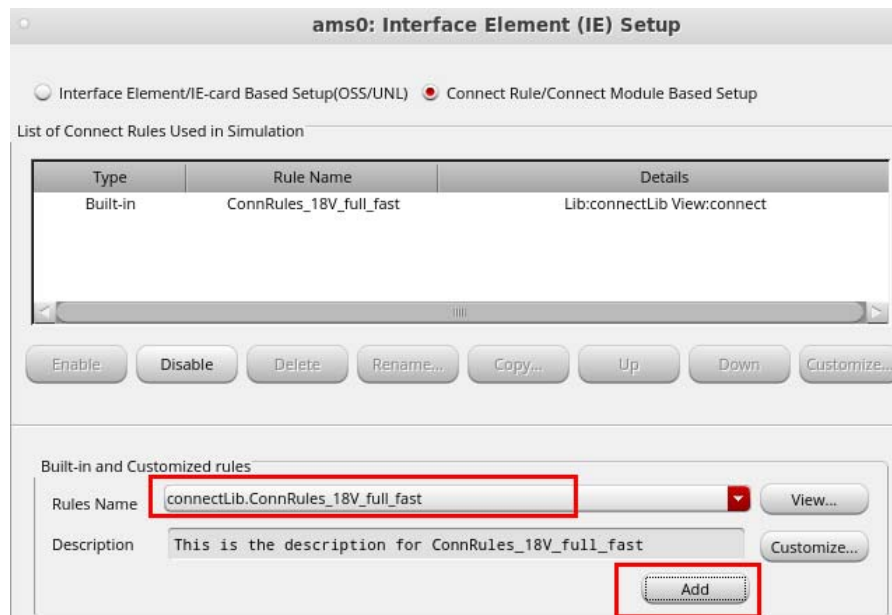 ams0: Interface Element (IE) Setup
Interface Element/IE-card Based Setup(OSS/UNL) Connect Rule/Connect Module Based Setup
List of Connect Rules Used in Simulation
Type Rule Name Details
Built-in ConnRules_18V_full_fast Lib:connectLib View:connect
Enable Disable Delete Rename... Copy... Up Down Customize...
Built-in and Customized rules
Rules Name connectLib.ConnRules_18V_full_fast View...
Description This is the description for ConnRules_18V_full_fast Customize...
Add